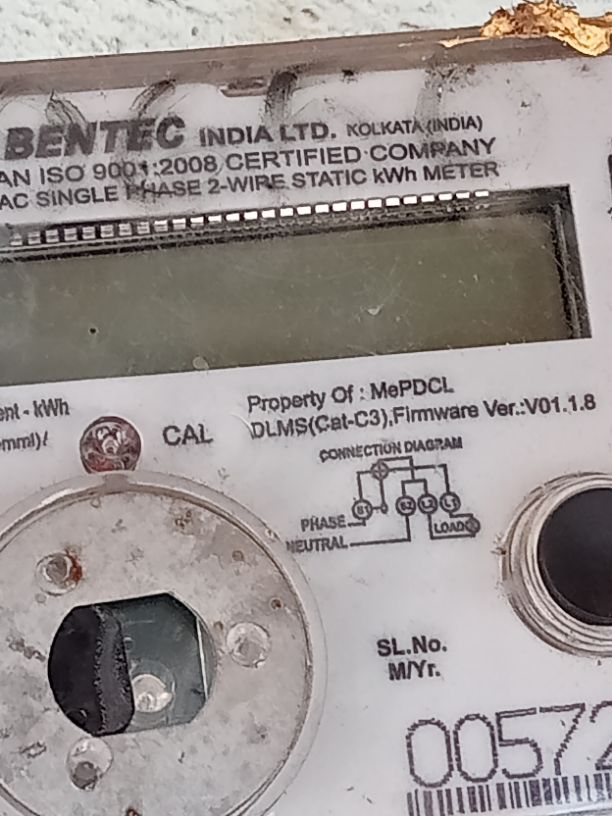 BENTEC INDIA LTD. KOLKATA (INDIA)
AN ISO 9001:2008 CERTIFIED COMPANY
AC SINGLE PHASE 2-WIRE STATIC kWh METER
ent - kWh
CAL
Property Of : MePDCL
DLMS(Cat-C3),Firmware Ver.:V01.1.8
CONNECTION DIAGRAM
PHASE
NEUTRAL
LOAD
SL.No.
M/Yr.
00572